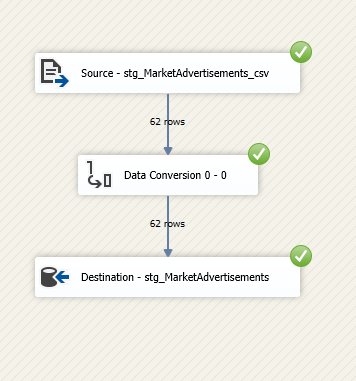 Source - stg_MarketAdvertisements_csv
62 rows
Data Conversion 0 - 0
62 rows
Destination - stg_MarketAdvertisements